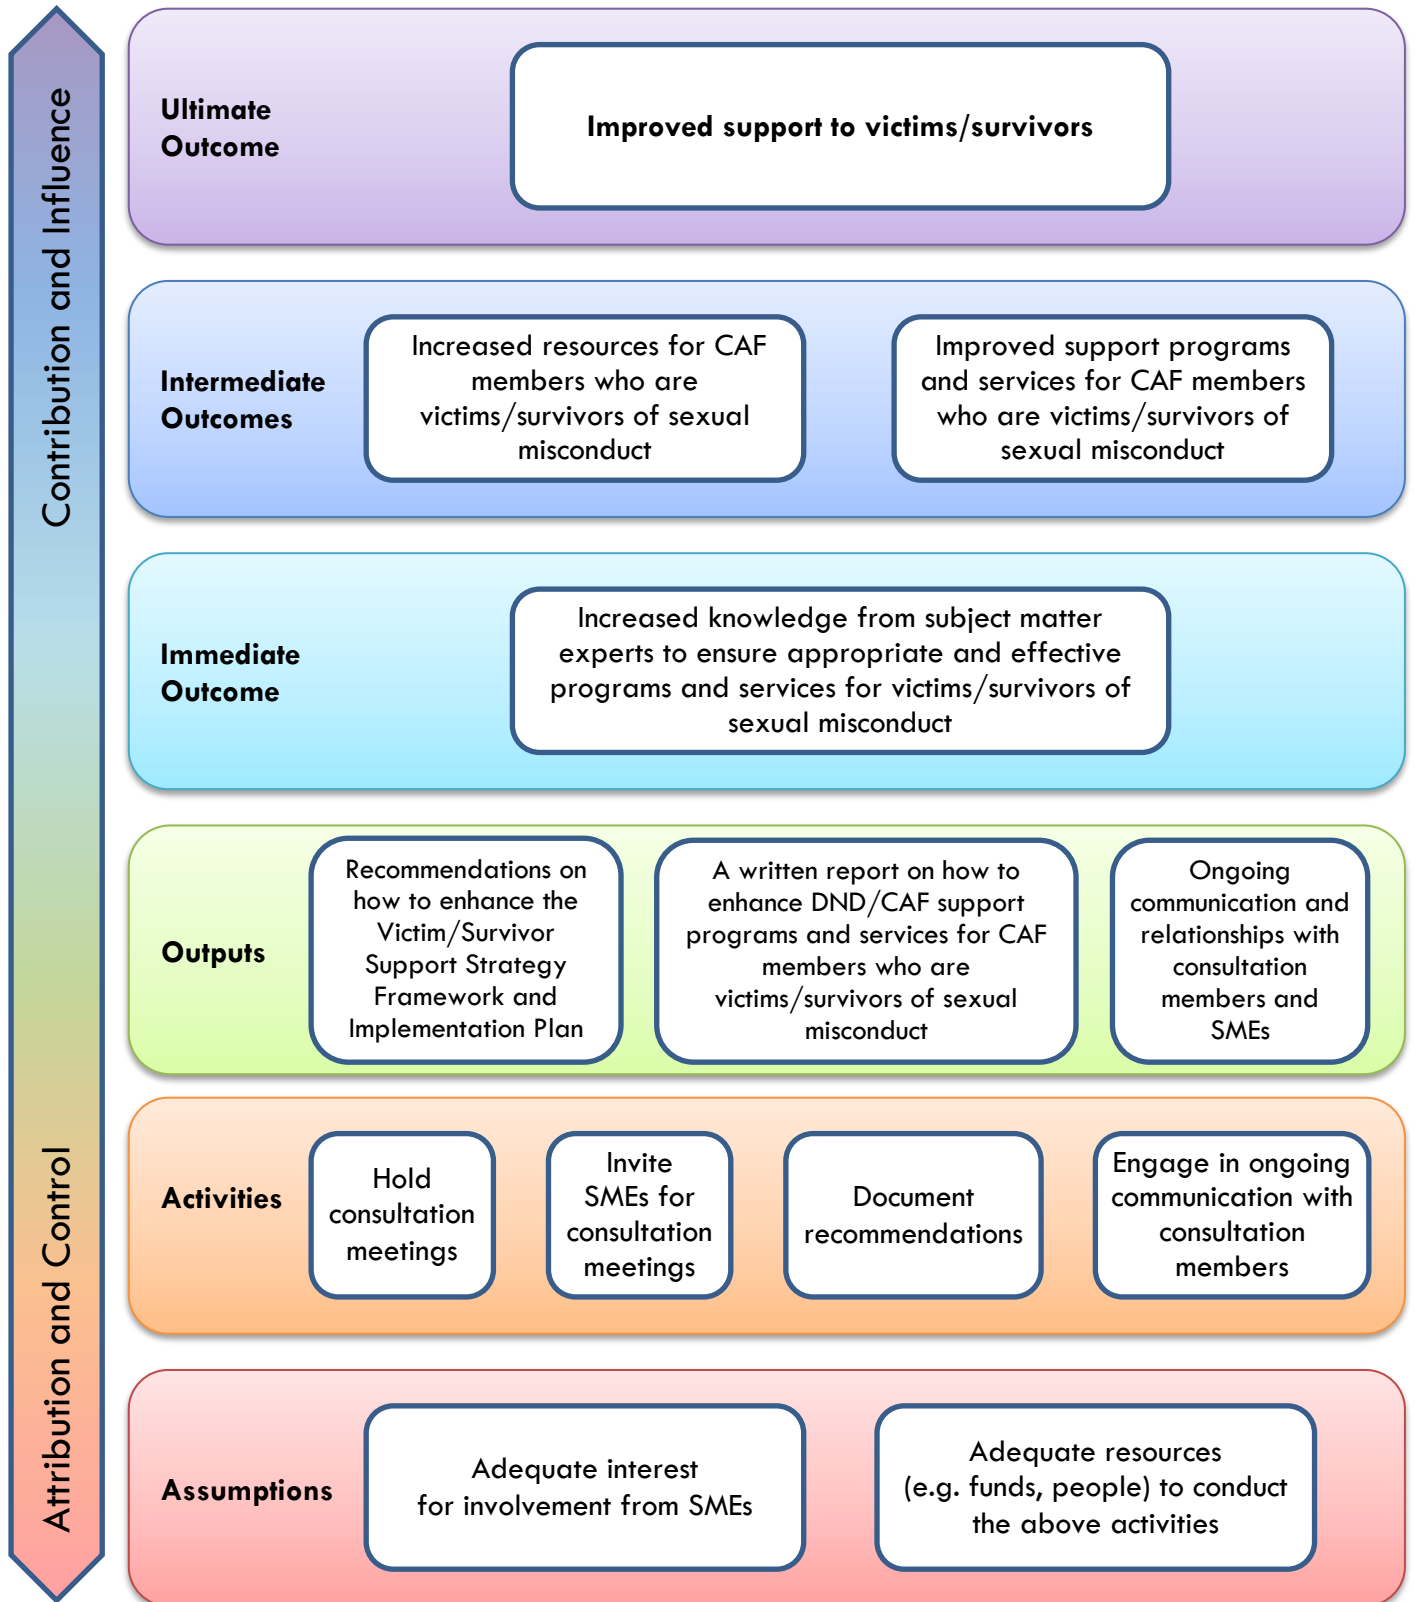 Contribution and Influence
Attribution and Control
Ultimate
Outcome
Improved support to victims/survivors
Intermediate
Outcomes
Increased resources for CAF
members who are
victims/survivors of sexual
misconduct
Improved support programs
and services for CAF members
who are victims/survivors of
sexual misconduct
Immediate
Outcome
Increased knowledge from subject matter
experts to ensure appropriate and effective
programs and services for victims/survivors of
sexual misconduct
Outputs
Recommendations on
how to enhance the
Victim/Survivor
Support Strategy
Framework and
Implementation Plan
A written report on how to
enhance DND/CAF support
programs and services for CAF
members who are
victims/survivors of sexual
misconduct
Ongoing
communication and
relationships with
consultation
members and
SMEs
Activities
Hold
consultation
meetings
Invite
SMEs for
consultation
meetings
Document
recommendations
Engage in ongoing
communication with
consultation
members
Assumptions
Adequate interest
for involvement from SMEs
Adequate resources
(e.g. funds, people) to conduct
the above activities